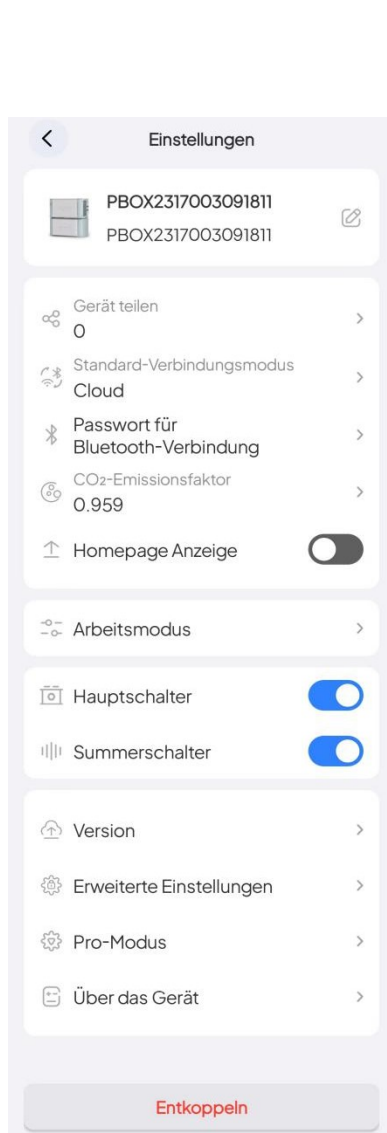 Einstellungen
PBOX2317003091811
PBOX2317003091811
Gerät teilen
0
Standard-Verbindungsmodus
Cloud
Passwort für
Bluetooth-Verbindung
CO₂-Emissionsfaktor
0.959
Homepage Anzeige
Arbeitsmodus
Hauptschalter
Summerschalter
Version
Erweiterte Einstellungen
Pro-Modus
Über das Gerät
Entkoppeln